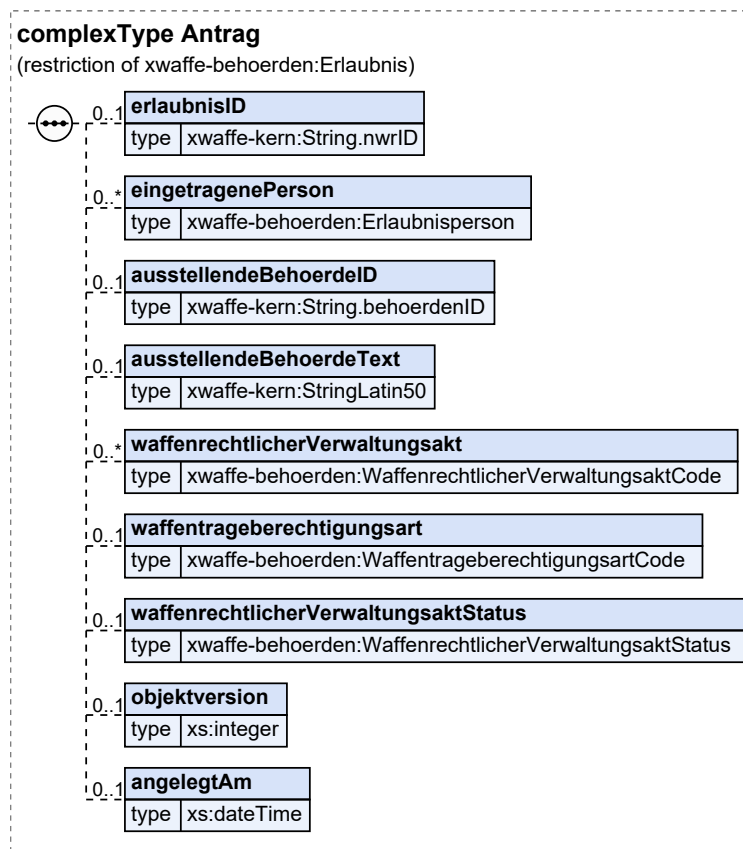 complexType Antrag
(restriction of xwaffe-behoerden:Erlaubnis)
0..1 erlaubnisID
type xwaffe-kern:String.nwrID
0..* eingetragenePerson
type xwaffe-behoerden:Erlaubnisperson
0..1 ausstellendeBehoerdeID
type xwaffe-kern:String.behoerdenID
0..1 ausstellendeBehoerdeText
type xwaffe-kern:StringLatin50
0..* waffenrechtlicherVerwaltungsakt
type xwaffe-behoerden:WaffenrechtlicherVerwaltungsaktCode
0..1 waffentrageberechtigungsart
type xwaffe-behoerden:WaffentrageberechtigungsartCode
0..1 waffenrechtlicherVerwaltungsaktStatus
type xwaffe-behoerden:WaffenrechtlicherVerwaltungsaktStatus
0..1 objektversion
type xs:integer
0..1 angelegtAm
type xs:dateTime